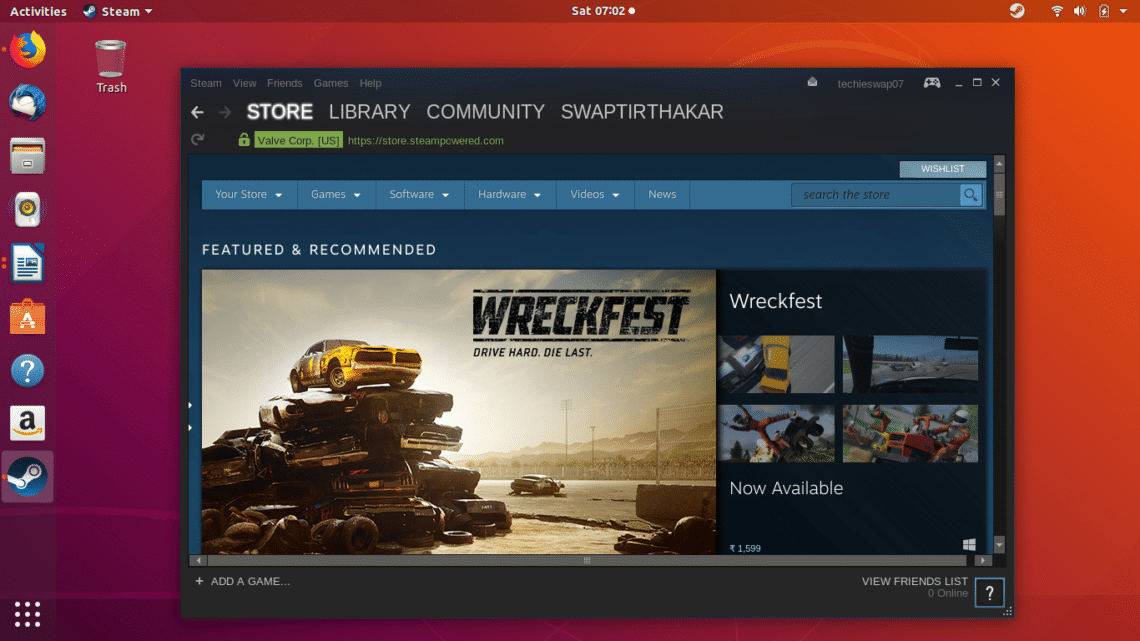 Activities Steam Sat 07:02
Trash
Steam View Friends Games Help techieswap07
STORE LIBRARY COMMUNITY SWAPTIRTHAKAR
Valve Corp. [US] https://store.steampowered.com
WISHLIST
Your Store Games Software Hardware Videos News search the store
FEATURED & RECOMMENDED
WRECKFEST
DRIVE HARD. DIE LAST.
Wreckfest
Now Available
₹ 1,599
+ ADD A GAME...
VIEW FRIENDS LIST
0 Online
?
?
a